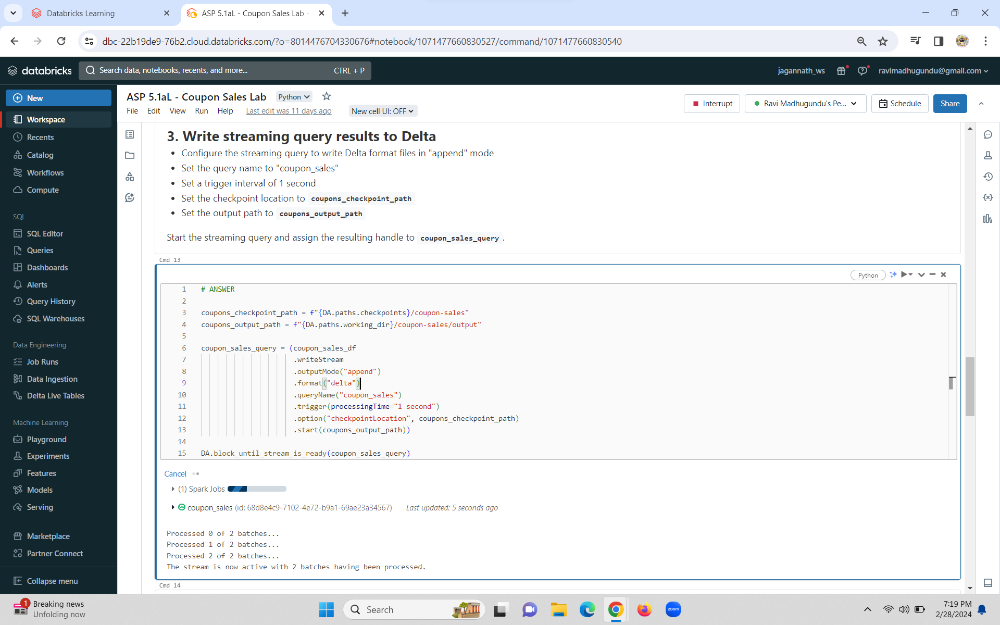 Databricks Learning
ASP 5.1aL - Coupon Sales Lab -
dbc-22b19de9-76b2.cloud.databricks.com/?o=8014476704330676#notebook/1071477660830527/command/1071477660830540
databricks
Search data, notebooks, recents, and more...
CTRL + P
jagannath_ws
ravimadhugundu@gmail.com
New
Workspace
Recents
Catalog
Workflows
Compute
SQL
SQL Editor
Queries
Dashboards
Alerts
Query History
SQL Warehouses
Data Engineering
Job Runs
Data Ingestion
Delta Live Tables
Machine Learning
Playground
Experiments
Features
Models
Serving
Marketplace
Partner Connect
Collapse menu
ASP 5.1aL - Coupon Sales Lab
Python
File Edit View Run Help
Last edit was 11 days ago
New cell UI: OFF
Interrupt
Ravi Madhugundu's Pe...
Schedule
Share
3. Write streaming query results to Delta
• Configure the streaming query to write Delta format files in "append" mode
• Set the query name to "coupon_sales"
• Set a trigger interval of 1 second
• Set the checkpoint location to coupons_checkpoint_path
• Set the output path to coupons_output_path
Start the streaming query and assign the resulting handle to coupon_sales_query .
Cmd 13
Python
1 # ANSWER
2
3 coupons_checkpoint_path = f"{DA.paths.checkpoints}/coupon-sales"
4 coupons_output_path = f"{DA.paths.working_dir}/coupon-sales/output"
5
6 coupon_sales_query = (coupon_sales_df
7 .writeStream
8 .outputMode("append")
9 .format("delta")
10 .queryName("coupon_sales")
11 .trigger(processingTime="1 second")
12 .option("checkpointLocation", coupons_checkpoint_path)
13 .start(coupons_output_path))
14
15 DA.block_until_stream_is_ready(coupon_sales_query)
Cancel
(1) Spark Jobs
coupon_sales (id: 68d8e4c9-7102-4e72-b9a1-69ae23a34567) Last updated: 5 seconds ago
Processed 0 of 2 batches...
Processed 1 of 2 batches...
Processed 2 of 2 batches...
The stream is now active with 2 batches having been processed.
Cmd 14
1
Breaking news
Unfolding now
Search
zoom
7:19 PM
2/28/2024